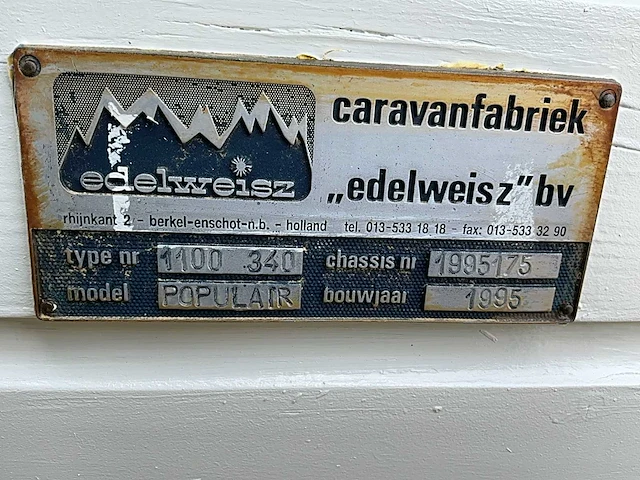 edelweisz
caravanfabriek
„edelweisz” bv
rhijnkant 2 - berkel-enschot-n.b. - holland tel. 013-533 18 18 - fax: 013-533 32 90
type nr 1100 340 chassis nr 1995175
model POPULAIR bouwjaar 1995